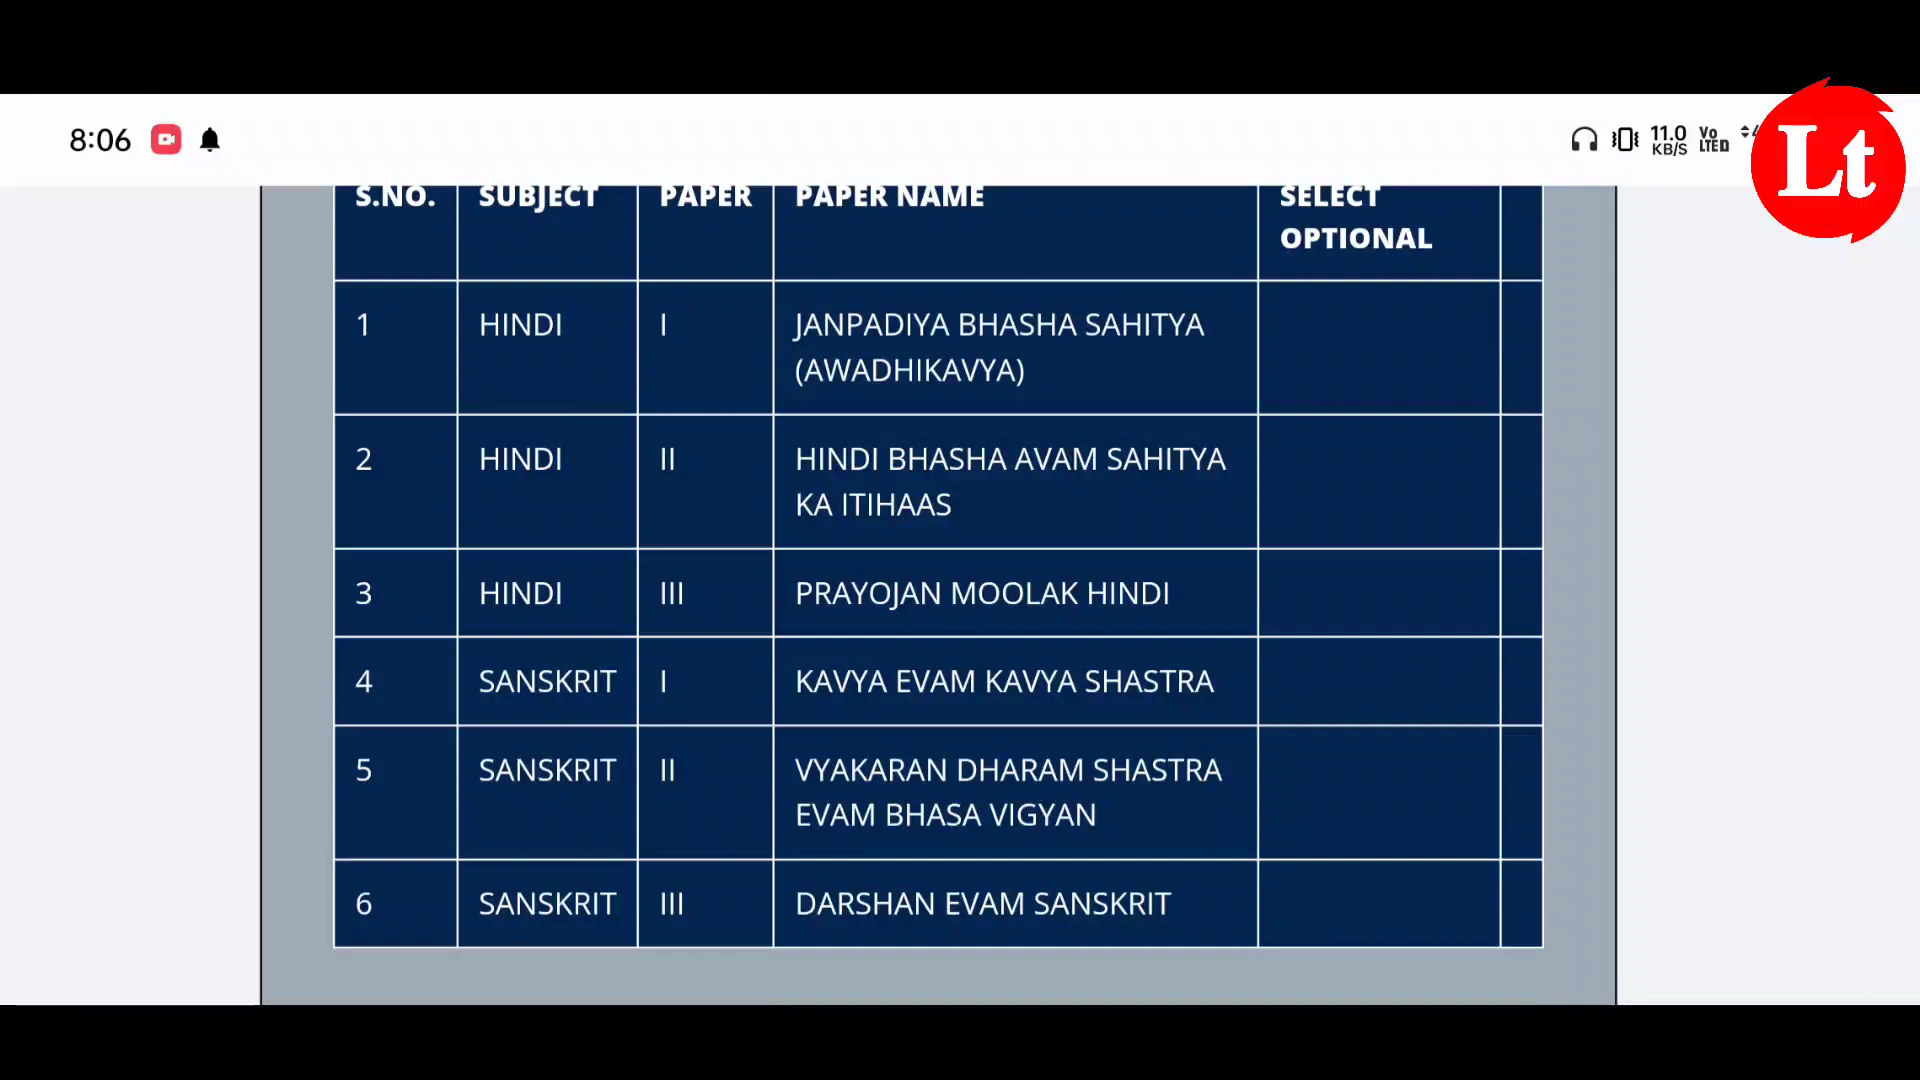 8:06
11.0
KB/S
Vo
LTED
Lt
S.NO. SUBJECT PAPER PAPER NAME SELECT
OPTIONAL
1 HINDI I JANPADIYA BHASHA SAHITYA
(AWADHIKAVYA)
2 HINDI II HINDI BHASHA AVAM SAHITYA
KA ITIHAAS
3 HINDI III PRAYOJAN MOOLAK HINDI
4 SANSKRIT I KAVYA EVAM KAVYA SHASTRA
5 SANSKRIT II VYAKARAN DHARAM SHASTRA
EVAM BHASA VIGYAN
6 SANSKRIT III DARSHAN EVAM SANSKRIT